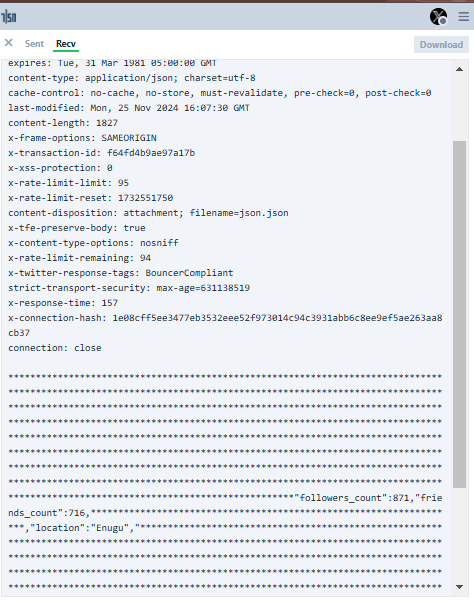 Sent Recv Download
expires: Tue, 31 Mar 1981 05:00:00 GMT
content-type: application/json; charset=utf-8
cache-control: no-cache, no-store, must-revalidate, pre-check=0, post-check=0
last-modified: Mon, 25 Nov 2024 16:07:30 GMT
content-length: 1827
x-frame-options: SAMEORIGIN
x-transaction-id: f64fd4b9ae97a17b
x-xss-protection: 0
x-rate-limit-limit: 95
x-rate-limit-reset: 1732551750
content-disposition: attachment; filename=json.json
x-tfe-preserve-body: true
x-content-type-options: nosniff
x-rate-limit-remaining: 94
x-twitter-response-tags: BouncerCompliant
strict-transport-security: max-age=631138519
x-response-time: 157
x-connection-hash: 1e08cff5ee3477eb3532eee52f973014c94c3931abb6c8ee9ef5ae263aa8
cb37
connection: close
*******************************************************************************
*******************************************************************************
*******************************************************************************
*******************************************************************************
*******************************************************************************
*******************************************************************************
*******************************************************************************
*******************************************************************************
****************************************************"followers_count":871,"frie
nds_count":716,****************************************************************
***,"location":"Enugu","*******************************************************
*******************************************************************************
*******************************************************************************
*******************************************************************************
*******************************************************************************